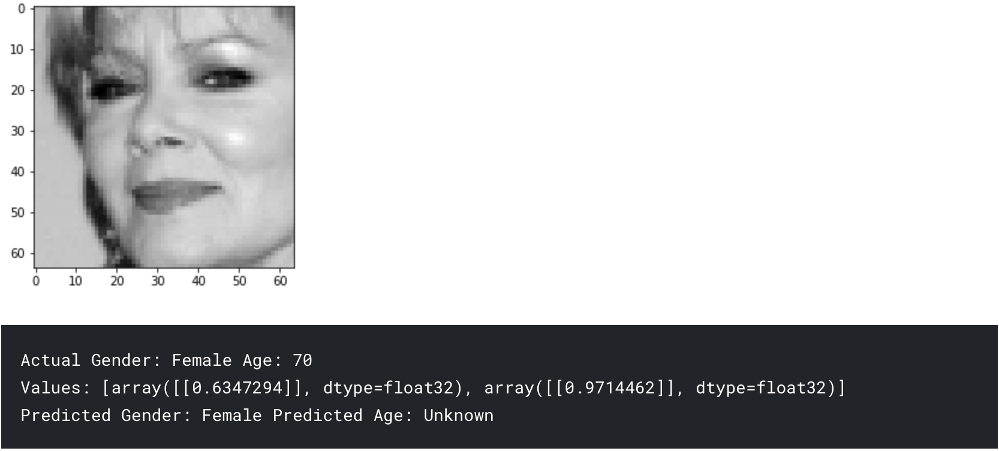 0
10
20
30
40
50
60
0 10 20 30 40 50 60
Actual Gender: Female Age: 70
Values: [array([[0.6347294]], dtype=float32), array([[0.9714462]], dtype=float32)]
Predicted Gender: Female Predicted Age: Unknown